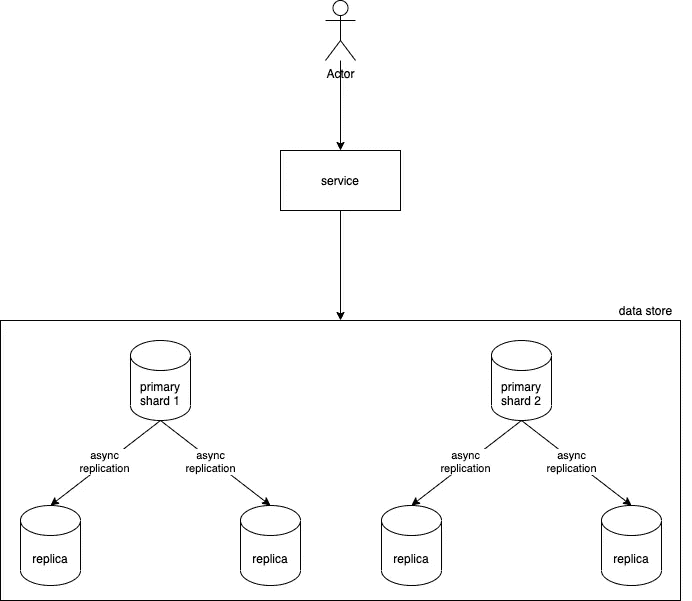 Actor
service
data store
primary
shard 1
primary
shard 2
async
replication
async
replication
async
replication
async
replication
replica
replica
replica
replica